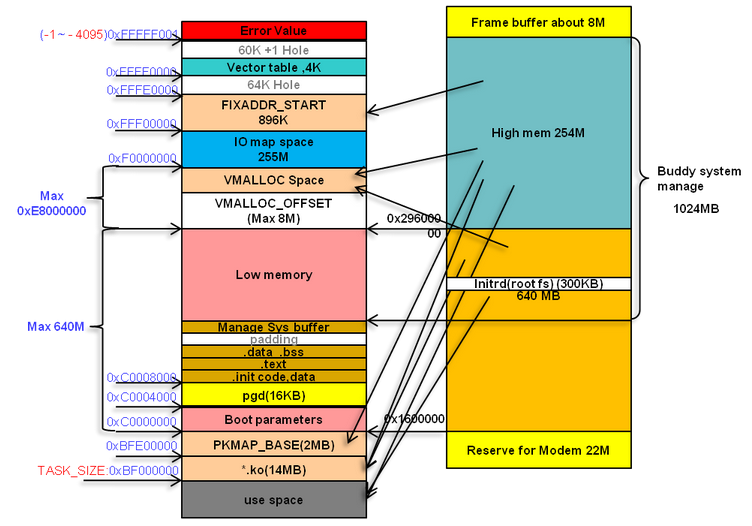 Frame buffer about 8M
(-1 ~ - 4095)0xFFFFF001
Error Value
60K +1 Hole
0xFFFF0000
Vector table ,4K
64K Hole
0xFFFE0000
FIXADDR_START
896K
0xFFF00000
High mem 254M
IO map space
255M
0xF0000000
VMALLOC Space
Buddy system
manage
1024MB
Max
0xE8000000
VMALLOC_OFFSET
(Max 8M)
0x296000
00
Low memory
Initrd(root fs) (300KB)
640 MB
Max 640M
Manage Sys buffer
padding
.data .bss
.text
.init code,data
0xC0008000
pgd(16KB)
0xC0004000
Boot parameters
0x1600000
0xC0000000
PKMAP_BASE(2MB)
0xBFE00000
Reserve for Modem 22M
*.ko(14MB)
TASK_SIZE:0xBF000000
use space